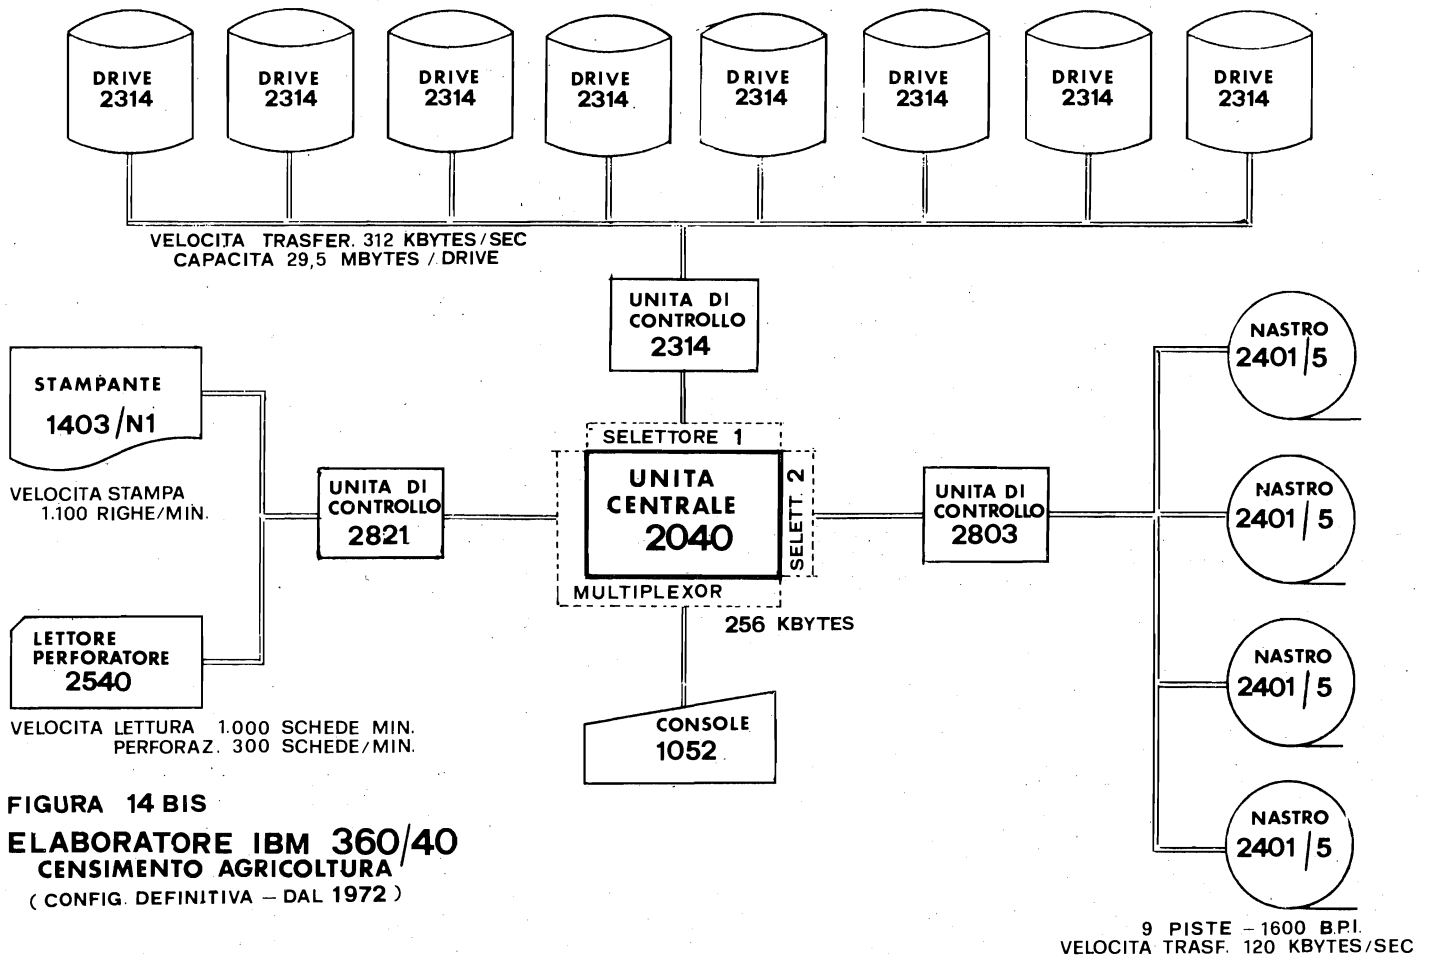 DRIVE
2314
DRIVE
2314
DRIVE
2314
DRIVE
2314
DRIVE
2314
DRIVE
2314
DRIVE
2314
DRIVE
2314
VELOCITA TRASFER. 312 KBYTES/SEC
CAPACITA 29,5 MBYTES / DRIVE
UNITA DI
CONTROLLO
2314
STAMPANTE
1403/N1
VELOCITA STAMPA
1.100 RIGHE/MIN.
UNITA DI
CONTROLLO
2821
LETTORE
PERFORATORE
2540
VELOCITA LETTURA 1.000 SCHEDE MIN.
PERFORAZ. 300 SCHEDE/MIN.
SELETTORE 1
UNITA
CENTRALE
2040
SELETT. 2
MULTIPLEXOR
256 KBYTES
CONSOLE
1052
UNITA DI
CONTROLLO
2803
NASTRO
2401/5
NASTRO
2401/5
NASTRO
2401/5
NASTRO
2401/5
9 PISTE – 1600 B.P.I.
VELOCITA TRASF. 120 KBYTES/SEC
FIGURA 14 BIS
ELABORATORE IBM 360/40
CENSIMENTO AGRICOLTURA
( CONFIG. DEFINITIVA – DAL 1972 )